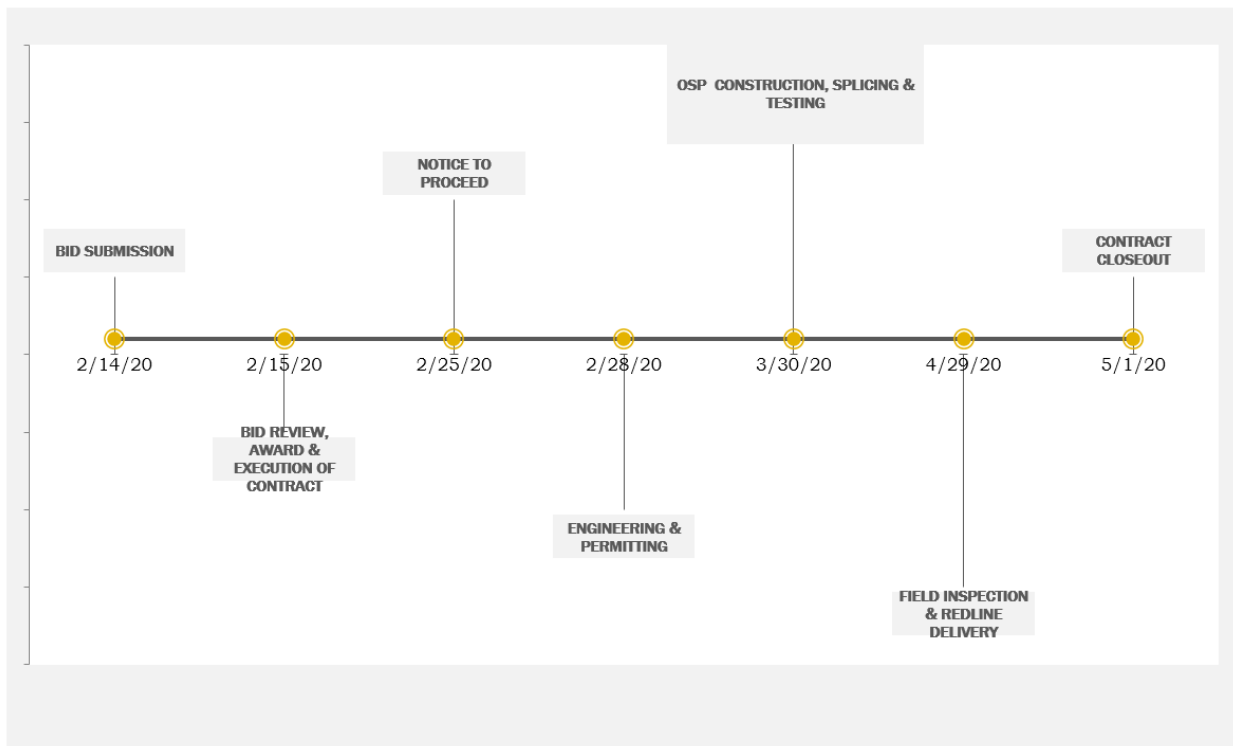 OSP CONSTRUCTION, SPLICING &
TESTING
NOTICE TO
PROCEED
BID SUBMISSION
CONTRACT
CLOSEOUT
2/14/20
2/15/20
2/25/20
2/28/20
3/30/20
4/29/20
5/1/20
BID REVIEW,
AWARD &
EXECUTION OF
CONTRACT
ENGINEERING &
PERMITTING
FIELD INSPECTION
& REDLINE
DELIVERY